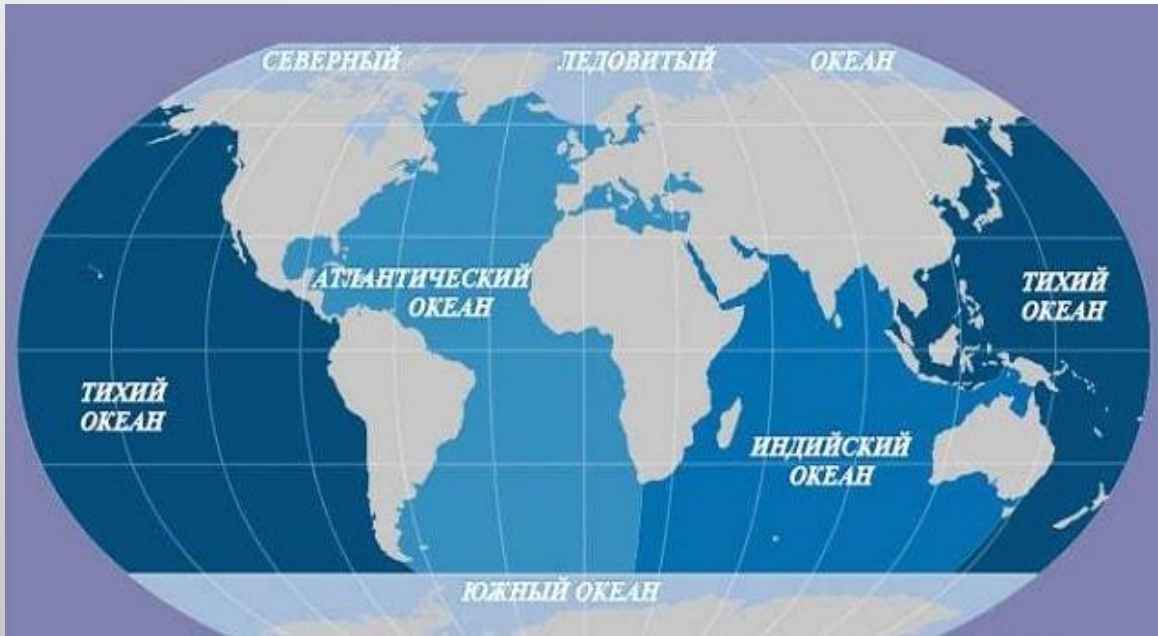 СЕВЕРНЫЙ ЛЕДОВИТЫЙ ОКЕАН
АТЛАНТИЧЕСКИЙ
ОКЕАН
ТИХИЙ
ОКЕАН
ТИХИЙ
ОКЕАН
ИНДИЙСКИЙ
ОКЕАН
ЮЖНЫЙ ОКЕАН